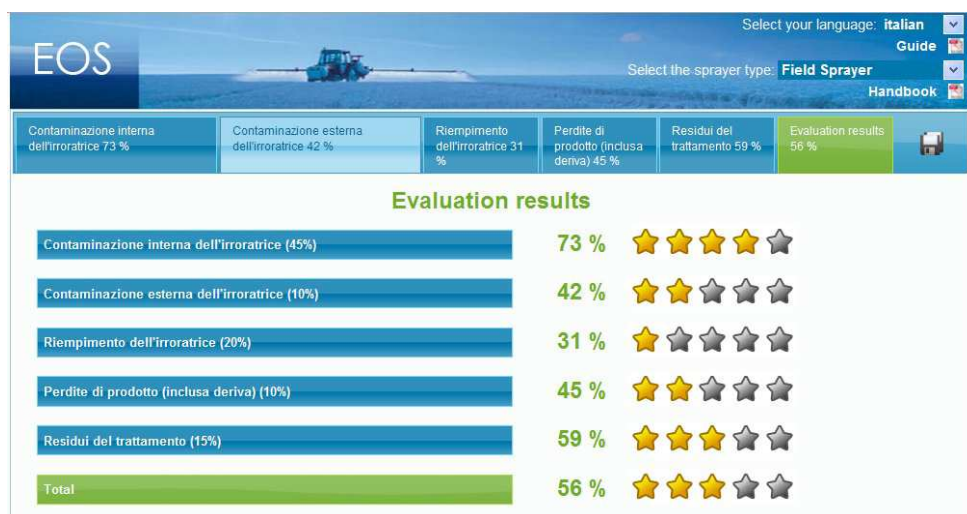 EOS
Select your language: italian
Guide
Select the sprayer type: Field Sprayer
Handbook
Contaminazione interna
dell'irroratrice 73 %
Contaminazione esterna
dell'irroratrice 42 %
Riempimento
dell'irroratrice 31
%
Perdite di
prodotto (inclusa
deriva) 45 %
Residui del
trattamento 59 %
Evaluation results
56 %
Evaluation results
Contaminazione interna dell'irroratrice (45%) 73 %
Contaminazione esterna dell'irroratrice (10%) 42 %
Riempimento dell'irroratrice (20%) 31 %
Perdite di prodotto (inclusa deriva) (10%) 45 %
Residui del trattamento (15%) 59 %
Total 56 %